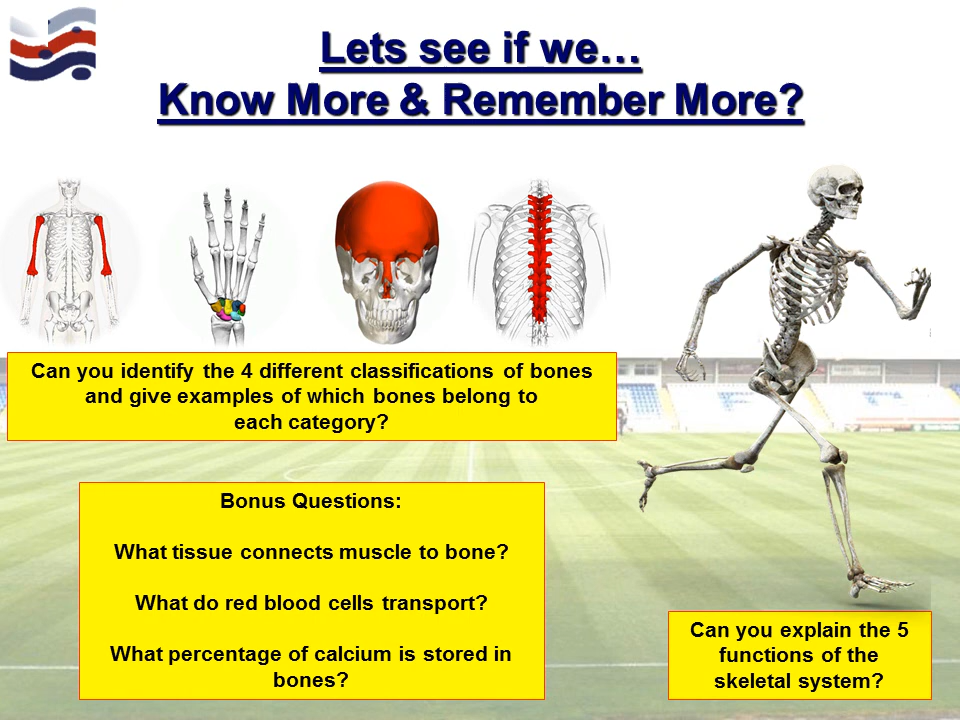 Lets see if we…
Know More & Remember More?
Can you identify the 4 different classifications of bones
and give examples of which bones belong to
each category?
Bonus Questions:
What tissue connects muscle to bone?
What do red blood cells transport?
What percentage of calcium is stored in
bones?
Can you explain the 5
functions of the
skeletal system?